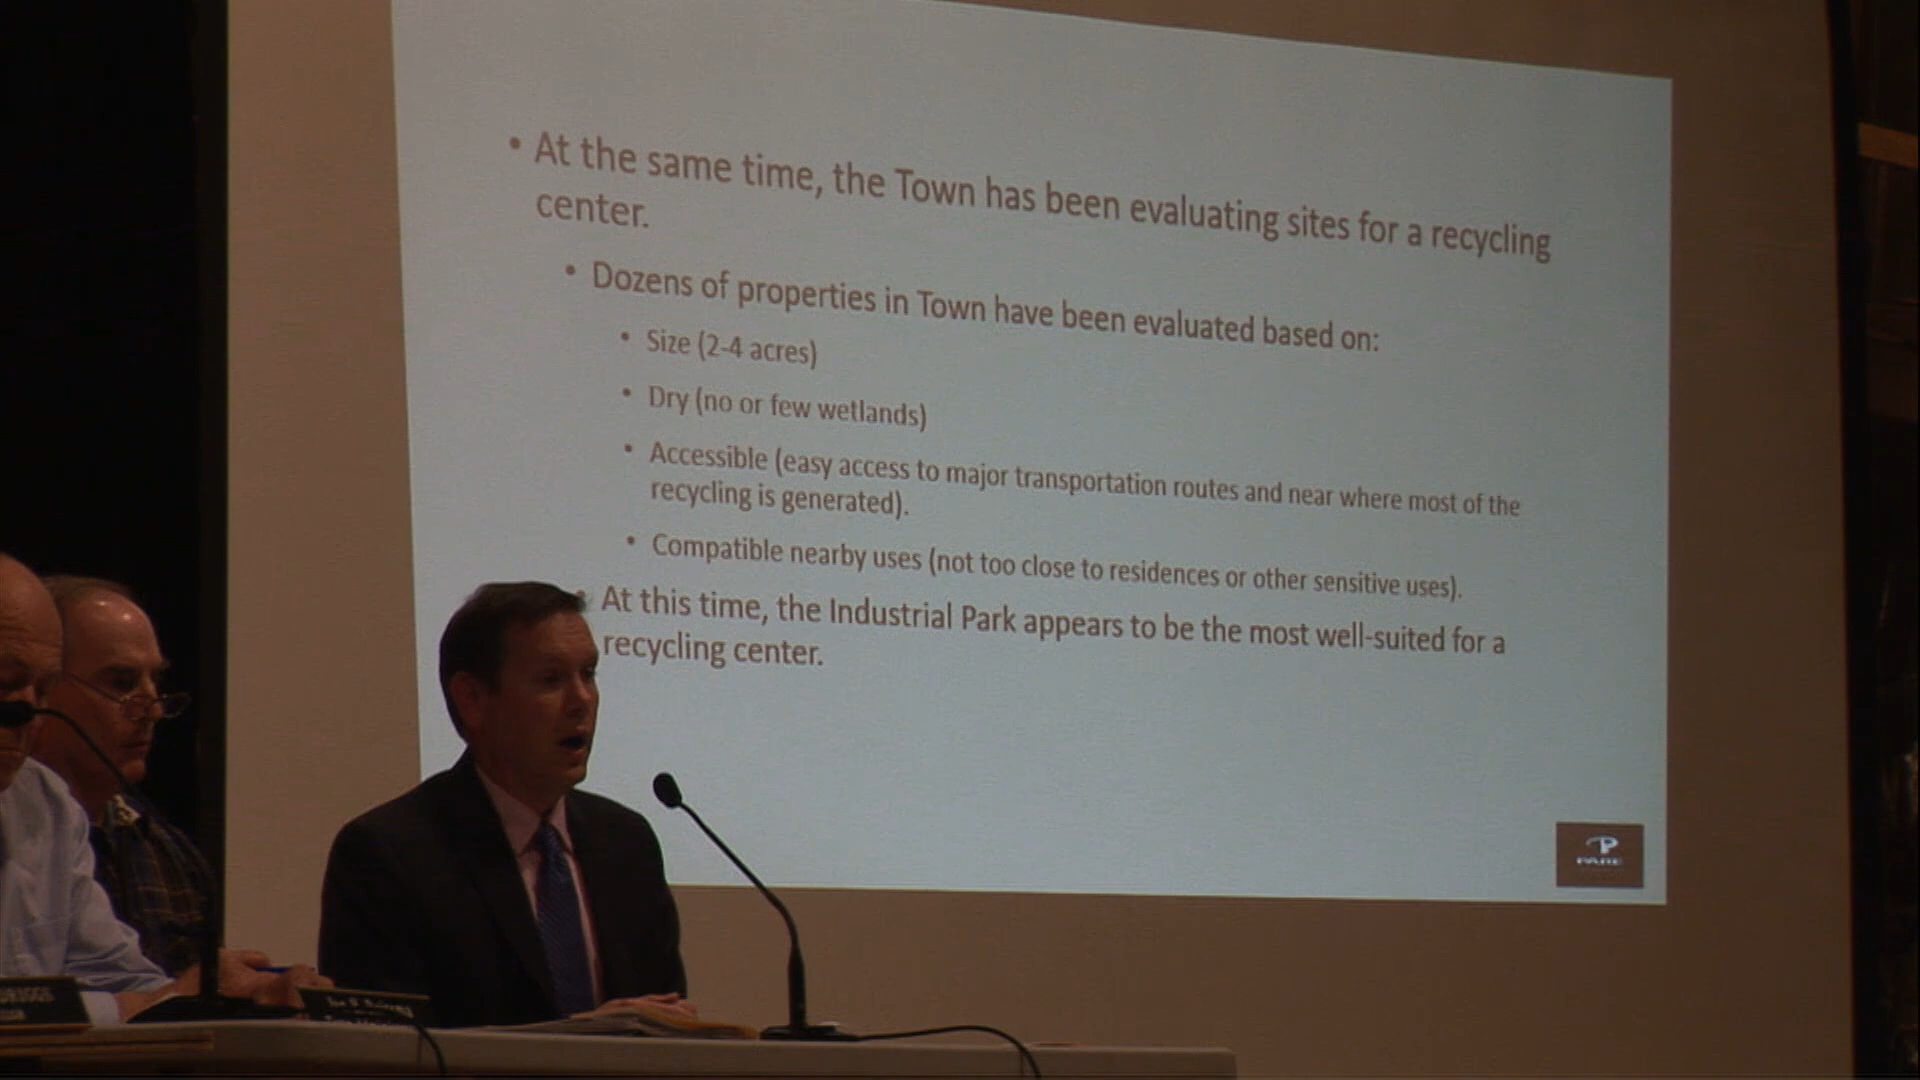 • At the same time, the Town has been evaluating sites for a recycling
center.
• Dozens of properties in Town have been evaluated based on:
• Size (2-4 acres)
• Dry (no or few wetlands)
• Accessible (easy access to major transportation routes and near where most of the
recycling is generated).
• Compatible nearby uses (not too close to residences or other sensitive uses).
• At this time, the Industrial Park appears to be the most well-suited for a
recycling center.
P
PARE